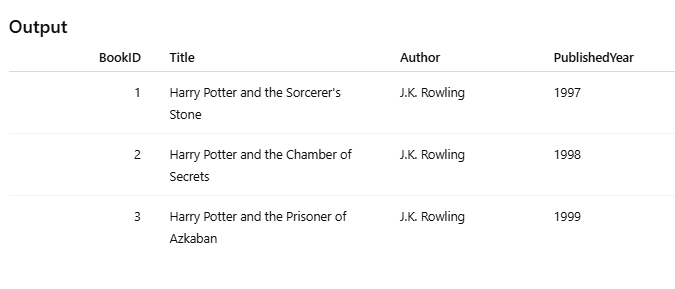 Output
BookID Title Author PublishedYear
1 Harry Potter and the Sorcerer's J.K. Rowling 1997
Stone
2 Harry Potter and the Chamber of J.K. Rowling 1998
Secrets
3 Harry Potter and the Prisoner of J.K. Rowling 1999
Azkaban